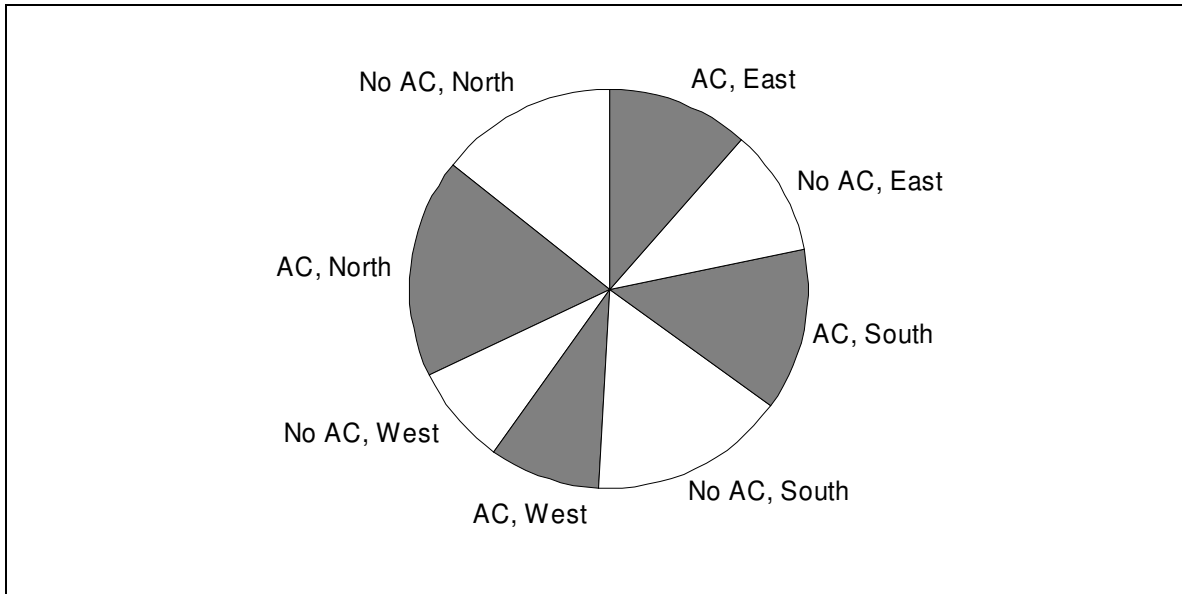 No AC, North
AC, East
No AC, East
AC, North
AC, South
No AC, West
No AC, South
AC, West